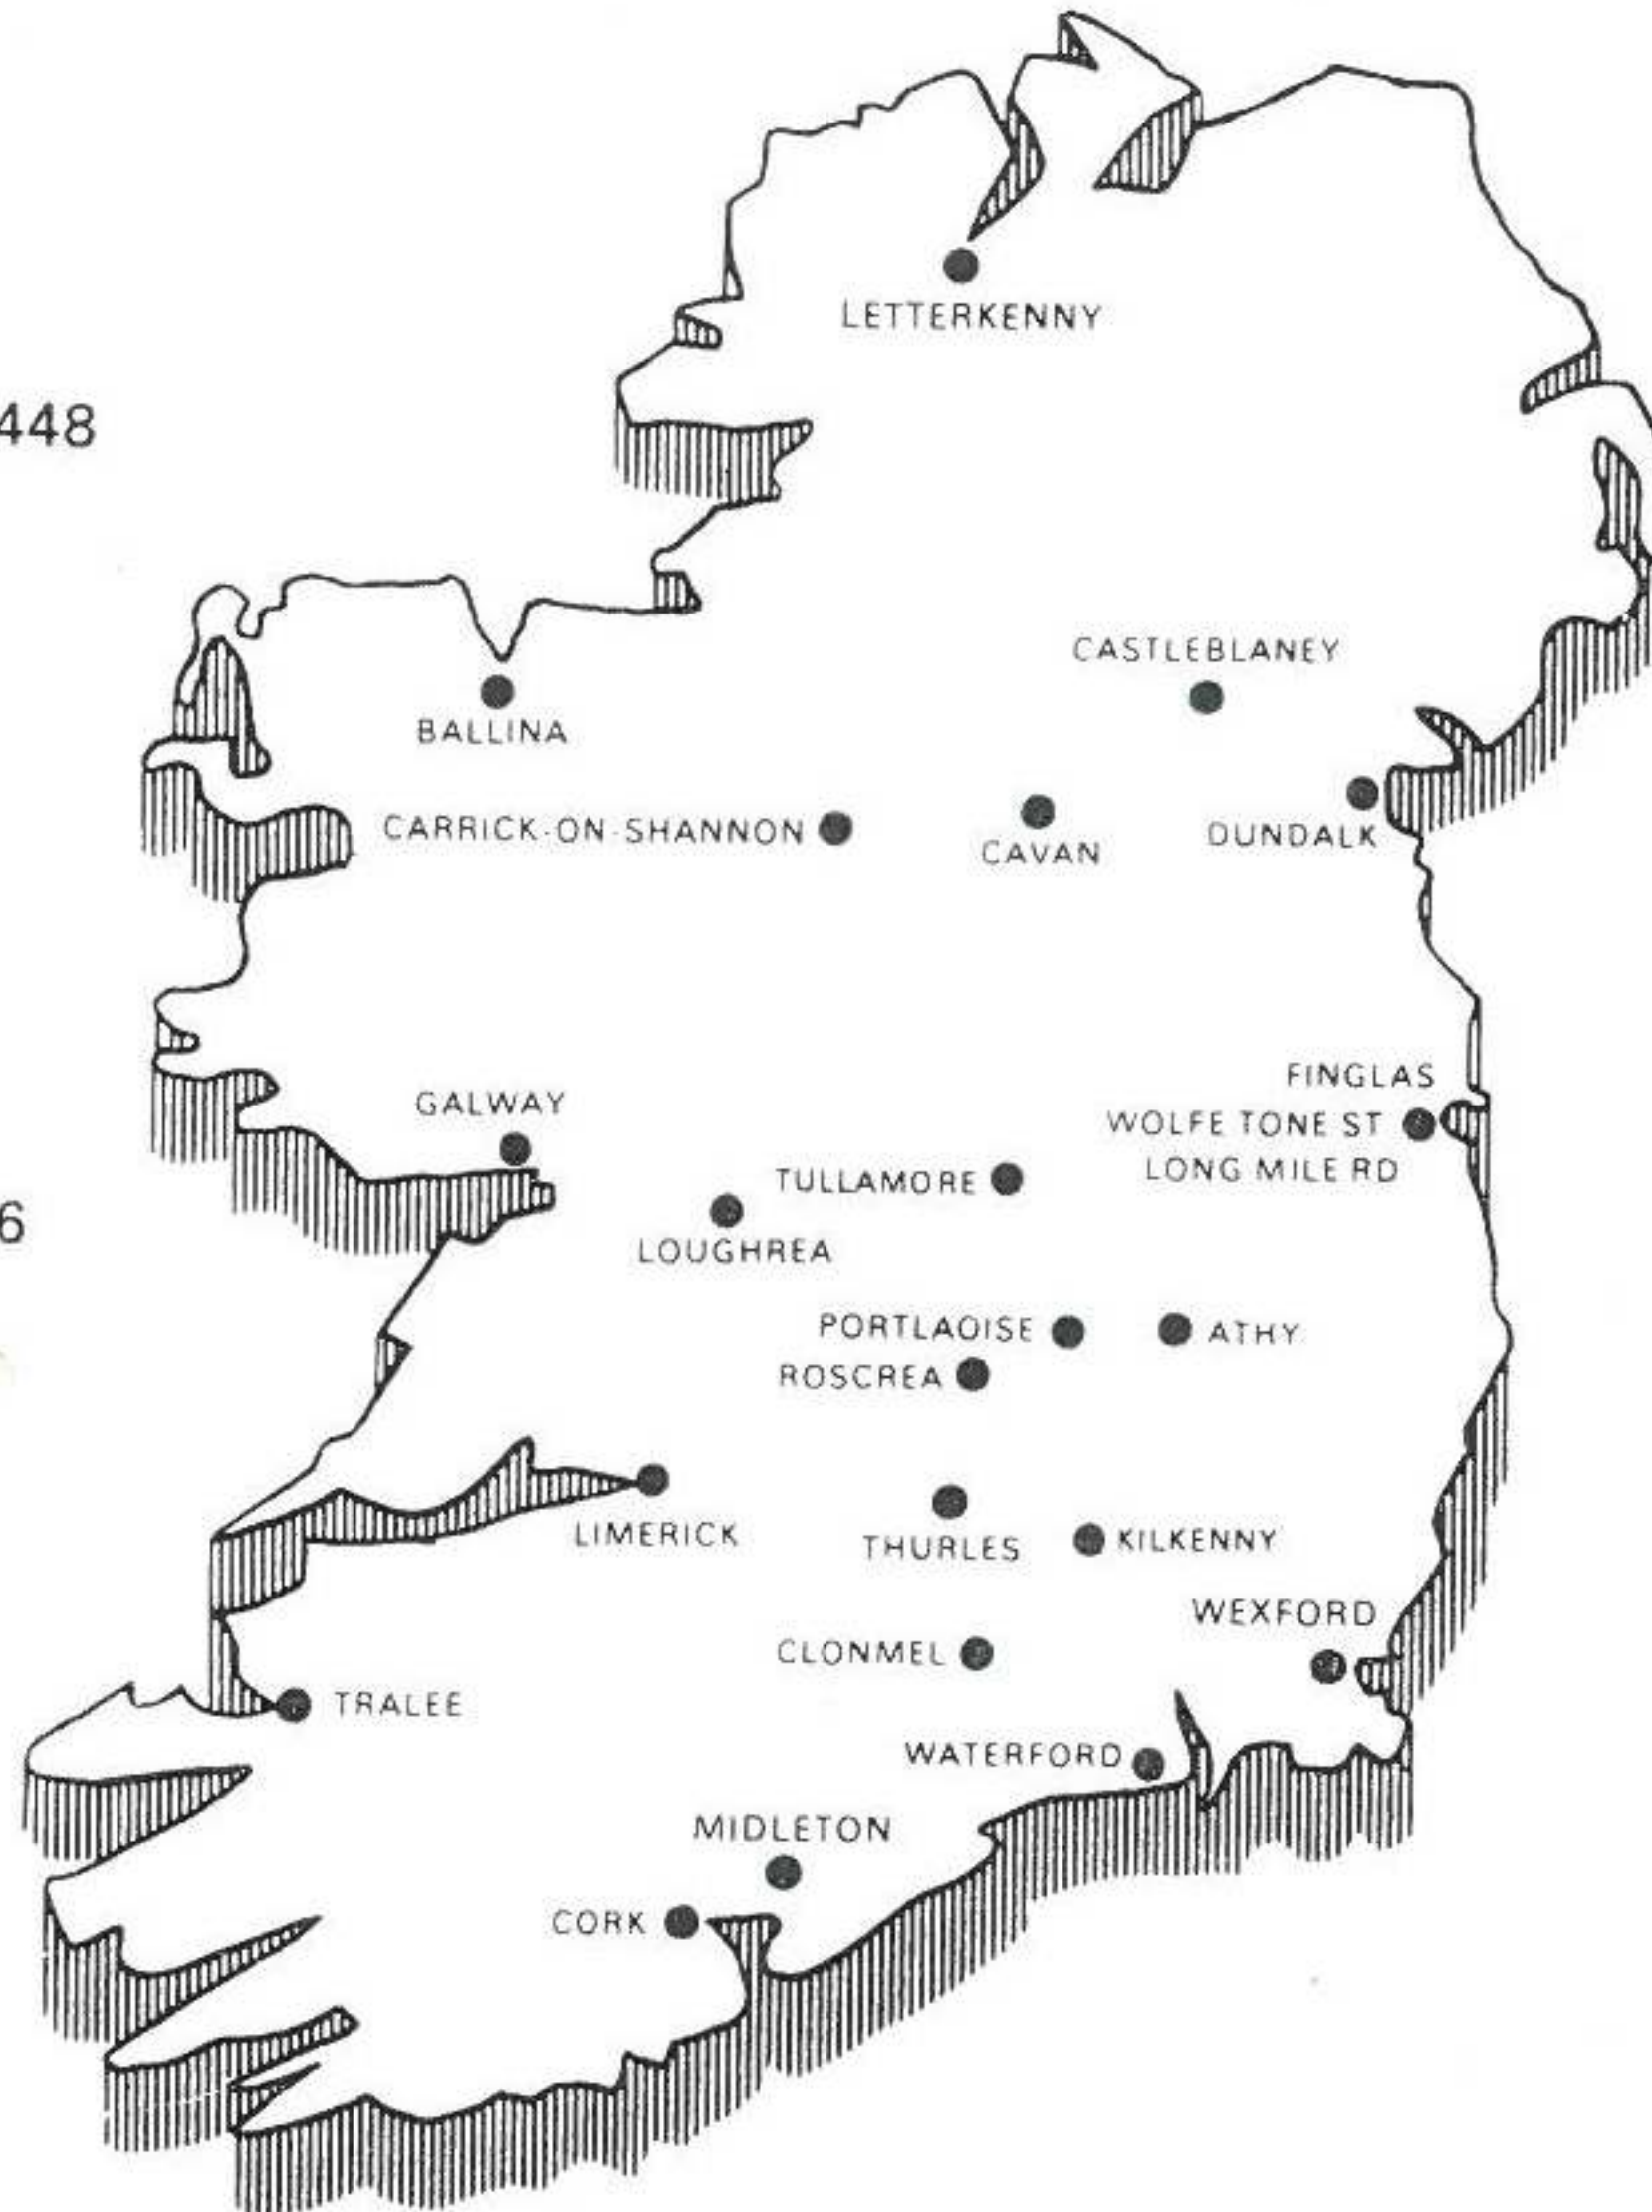 LETTERKENNY
448
CASTLEBLANEY
BALLINA
CARRICK-ON-SHANNON
CAVAN
DUNDALK
FINGLAS
GALWAY
WOLFE TONE ST
LONG MILE RD
TULLAMORE
6
LOUGHREA
PORTLAOISE
ATHY
ROSCREA
LIMERICK
THURLES
KILKENNY
WEXFORD
CLONMEL
TRALEE
WATERFORD
MIDLETON
CORK